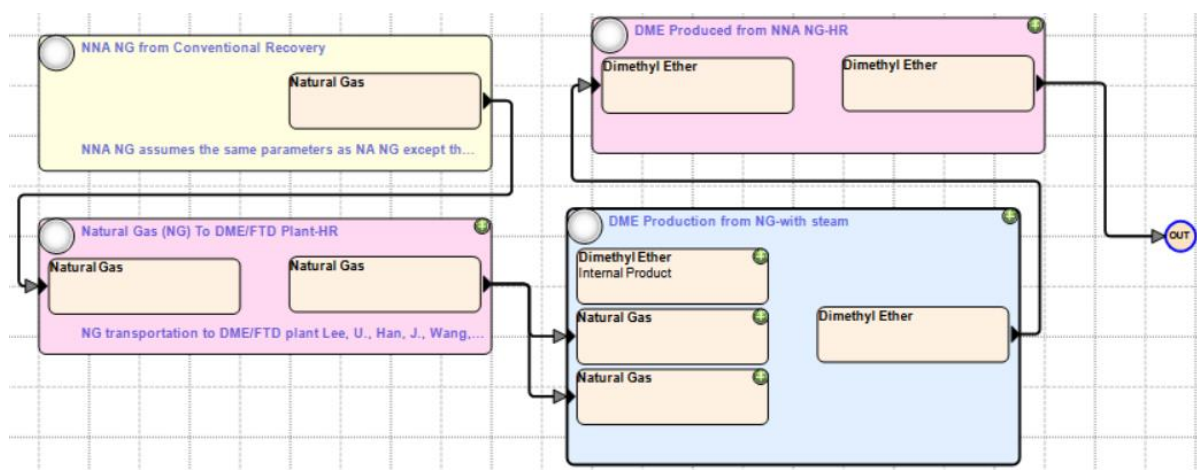 NNA NG from Conventional Recovery
Natural Gas
NNA NG assumes the same parameters as NA NG except th...
Natural Gas (NG) To DME/FTD Plant-HR
Natural Gas
Natural Gas
NG transportation to DME/FTD plant Lee, U., Han, J., Wang,...
DME Produced from NNA NG-HR
Dimethyl Ether
Dimethyl Ether
DME Production from NG-with steam
Dimethyl Ether
Internal Product
Natural Gas
Natural Gas
Dimethyl Ether
OUT